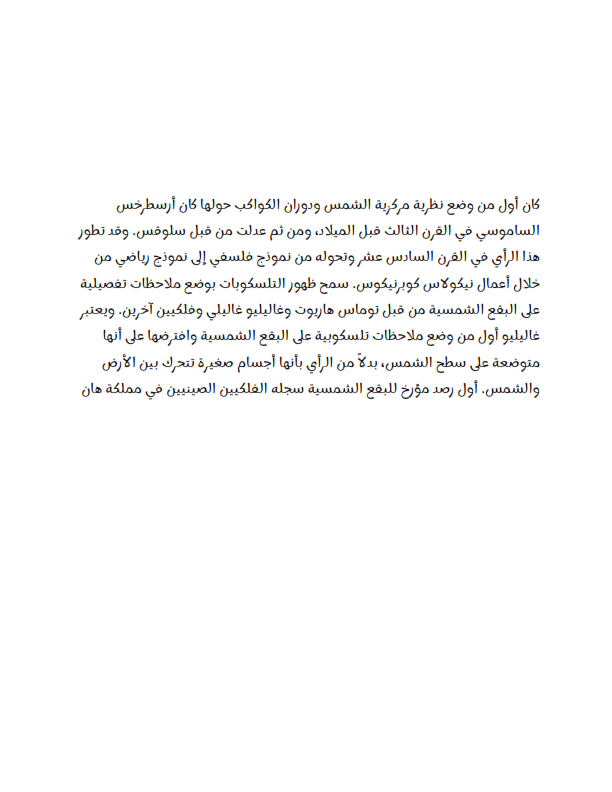 كان أول من وضع نظرية مركزية الشمس ودوران الكواكب حولها كان أرسطرخس
الساموسي في القرن الثالث قبل الميلاد، ومن ثم عدلت من قبل سلوقس. وقد تطور
هذا الرأي في القرن السادس عشر وتحوله من نموذج فلسفي إلى نموذج رياضي من
خلال أعمال نيكولاس كوبرنيكوس. سمح ظهور التلسكوبات بوضع ملاحظات تفصيلية
على البقع الشمسية من قبل توماس هاريوت وغاليليو غاليلي وفلكيين آخرين. ويعتبر
غاليليو أول من وضع ملاحظات تلسكوبية على البقع الشمسية وافترضها على أنها
متوضعة على سطح الشمس، بدلاً من الرأي بأنها أجسام صغيرة تتحرك بين الأرض
والشمس. أول رصد مؤرخ للبقع الشمسية سجله الفلكيين الصينيين في مملكة هان